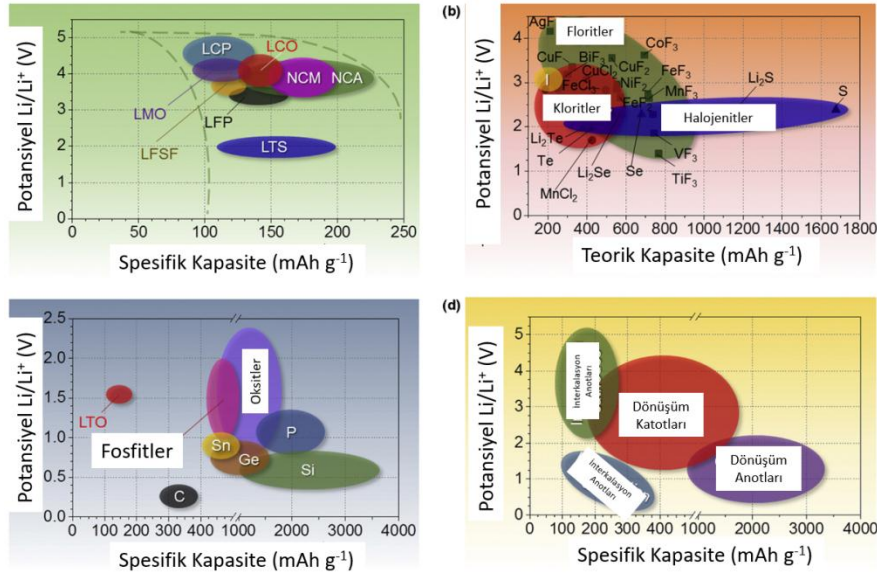 Potansiyel Li/Li⁺ (V)
5
4
3
2
1
0
LCP
LCO
NCM
NCA
LMO
LFP
LFSF
LTS
0
50
100
150
200
250
Spesifik Kapasite (mAh g⁻¹)
(b)
Potansiyel Li/Li⁺ (V)
4
3
2
1
0
AgF
Floritler
CoF₃
CuF
BiF₃
CuF₂
CuCl₂
FeF₃
I
NiF₂
FeCl₂
MnF₃
Li₂S
S
Kloritler
FeF₂
Halojenitler
Li₂Te
Te
VF₃
Li₂Se
Se
TiF₃
MnCl₂
200
400
600
800
1000
1200
1400
1600
1800
Teorik Kapasite (mAh g⁻¹)
Potansiyel Li/Li⁺ (V)
2.5
2.0
1.5
1.0
0.5
0.0
Oksitler
LTO
Fosfitler
P
Sn
Ge
Si
C
0
100
200
300
400
1000
2000
3000
4000
Spesifik Kapasite (mAh g⁻¹)
(d)
Potansiyel Li/Li⁺ (V)
5
4
3
2
1
0
İnterkalasyon
Anotları
Dönüşüm
Katotları
İnterkalasyon
Anotları
Dönüşüm
Anotları
0
100
200
300
400
1000
2000
3000
4000
Spesifik Kapasite (mAh g⁻¹)